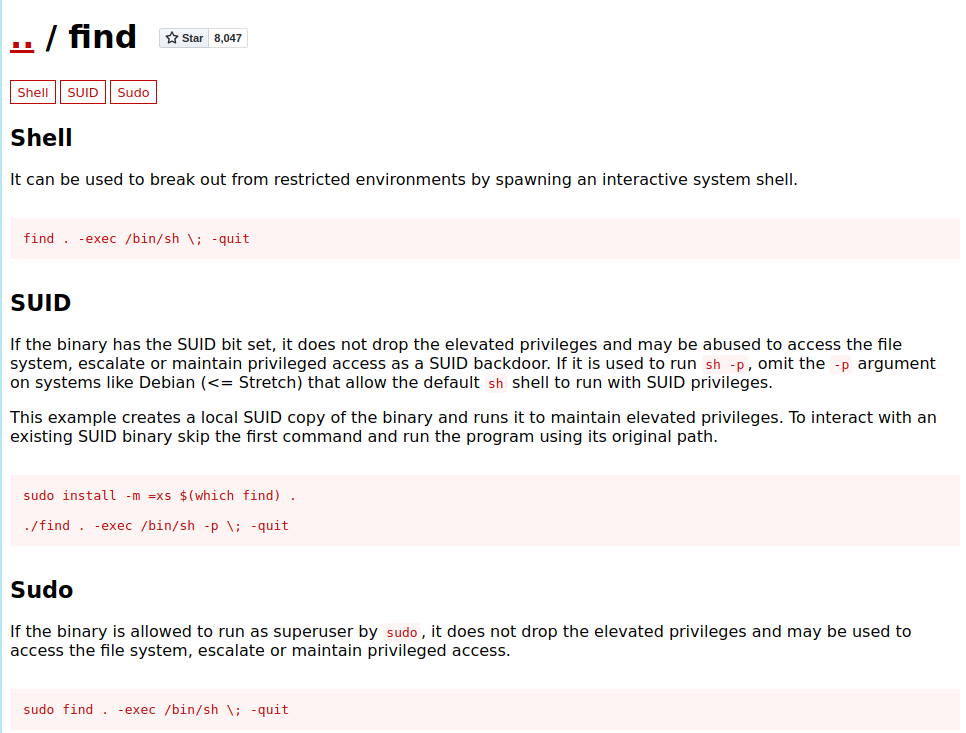 .. / find Star 8,047
Shell SUID Sudo
Shell
It can be used to break out from restricted environments by spawning an interactive system shell.
find . -exec /bin/sh \; -quit
SUID
If the binary has the SUID bit set, it does not drop the elevated privileges and may be abused to access the file
system, escalate or maintain privileged access as a SUID backdoor. If it is used to run sh -p, omit the -p argument
on systems like Debian (<= Stretch) that allow the default sh shell to run with SUID privileges.
This example creates a local SUID copy of the binary and runs it to maintain elevated privileges. To interact with an
existing SUID binary skip the first command and run the program using its original path.
sudo install -m =xs $(which find) .
./find . -exec /bin/sh -p \; -quit
Sudo
If the binary is allowed to run as superuser by sudo, it does not drop the elevated privileges and may be used to
access the file system, escalate or maintain privileged access.
sudo find . -exec /bin/sh \; -quit